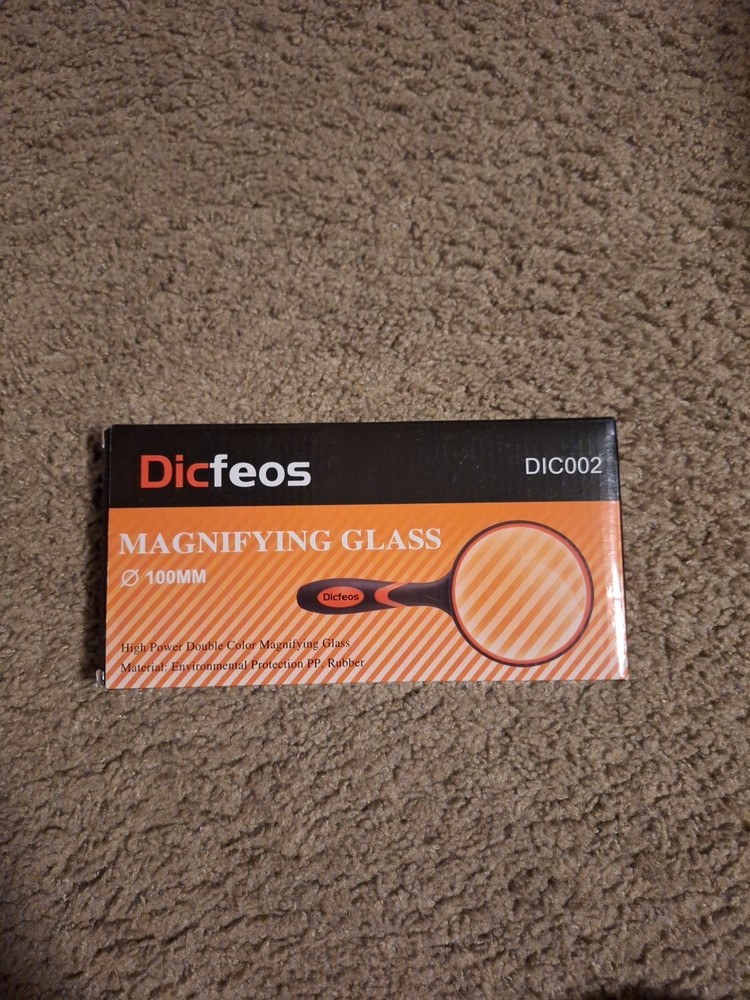 Dicfeos
DIC002
MAGNIFYING GLASS
Ø 100MM
Dicfeos
High Power Double Color Magnifying Glass
Material: Environmental Protection PP, Rubber